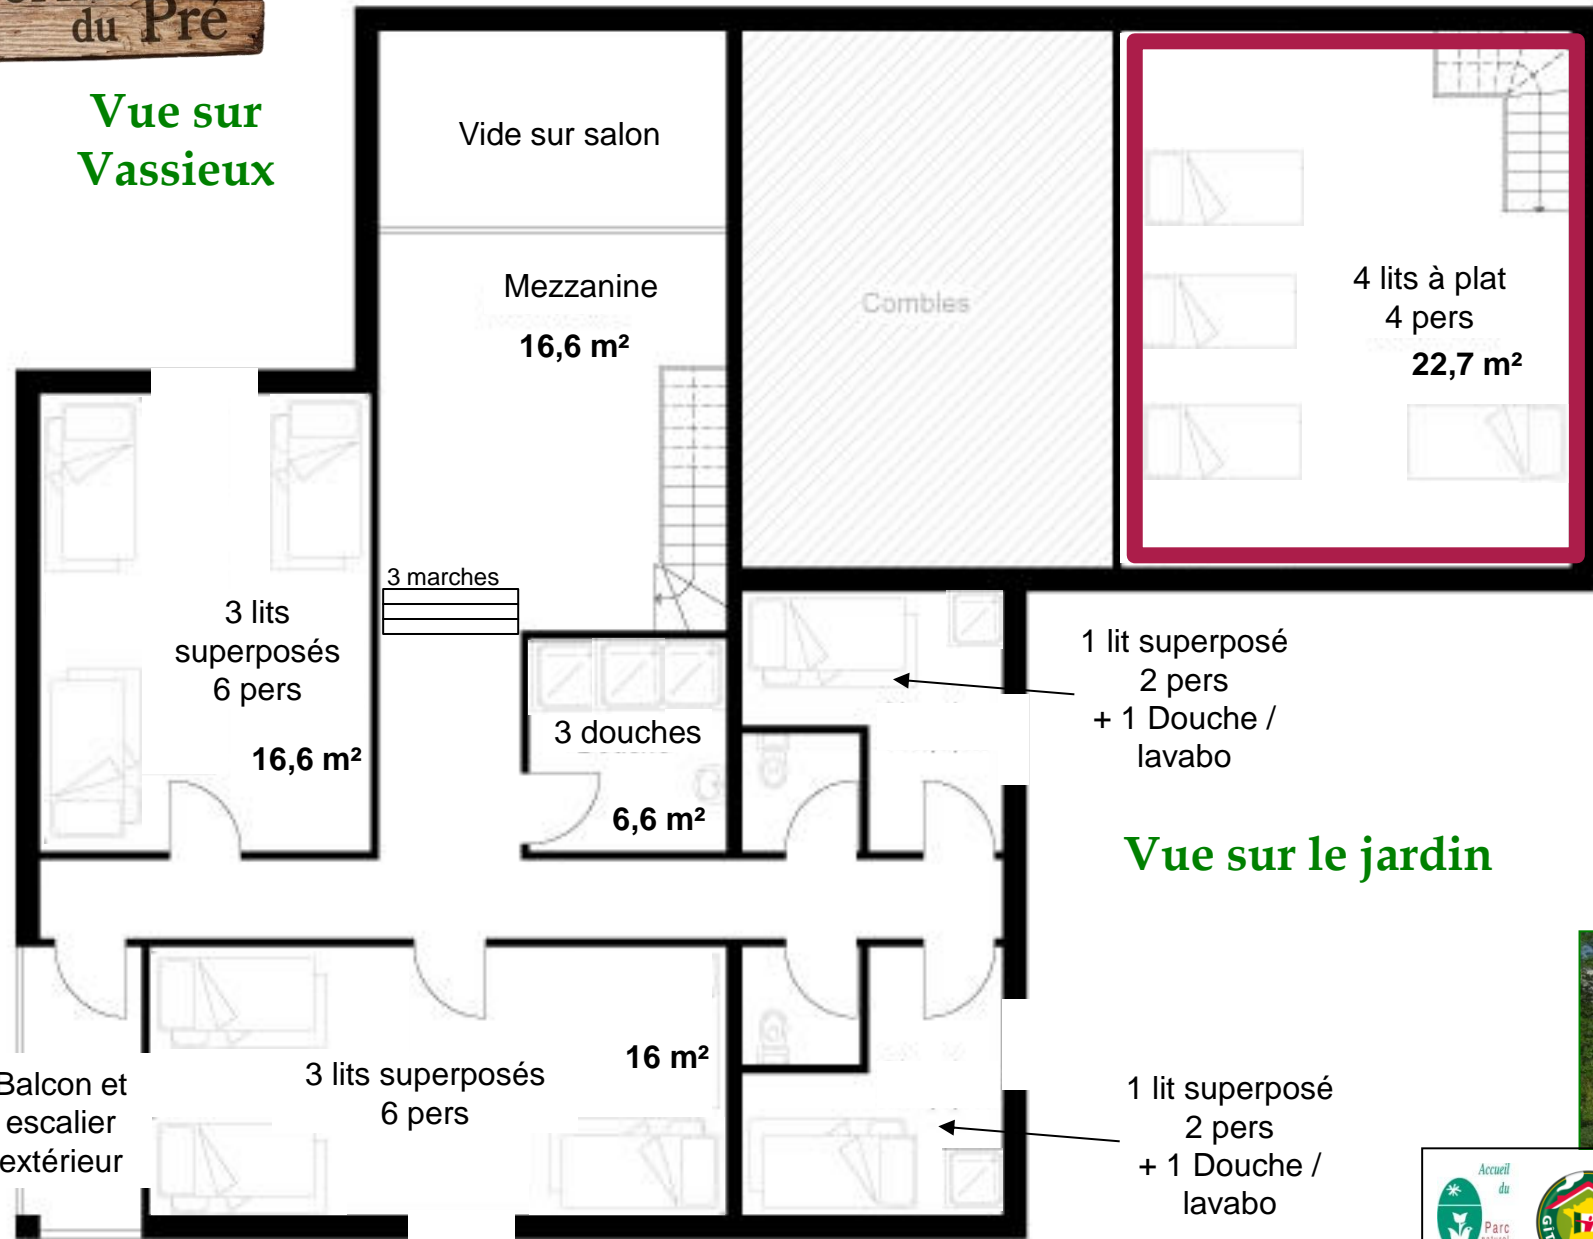 du Pré
Vue sur
Vassieux
Vide sur salon
Mezzanine
16,6 m²
Combles
4 lits à plat
4 pers
22,7 m²
3 marches
3 lits
superposés
6 pers
16,6 m²
3 douches
6,6 m²
1 lit superposé
2 pers
+ 1 Douche /
lavabo
Vue sur le jardin
Balcon et
escalier
extérieur
3 lits superposés
6 pers
16 m²
1 lit superposé
2 pers
+ 1 Douche /
lavabo
Accueil
du
Parc